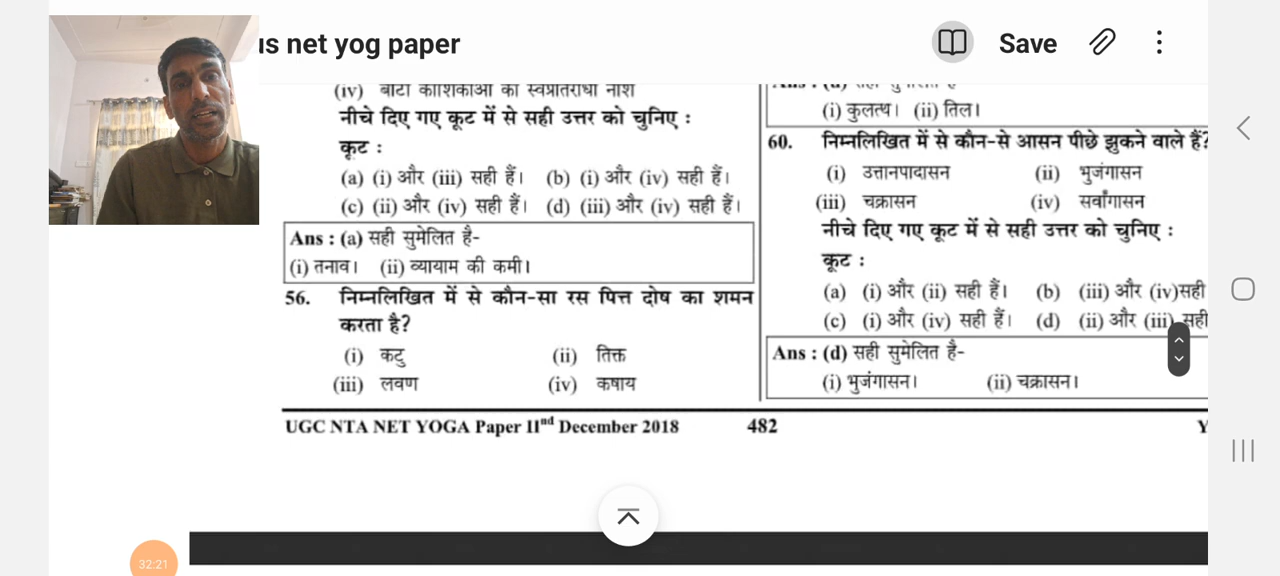 us net yog paper
Save
(iv) बीटा कोशिकाओं का स्वप्रतिरोधी नाश
नीचे दिए गए कूट में से सही उत्तर को चुनिए :
कूट :
(a) (i) और (iii) सही हैं। (b) (i) और (iv) सही हैं।
(c) (ii) और (iv) सही हैं। (d) (iii) और (iv) सही हैं।
Ans : (a) सही सुमेलित है-
(i) तनाव। (ii) व्यायाम की कमी।
56. निम्नलिखित में से कौन-सा रस पित्त दोष का शमन
करता है?
(i) कटु (ii) तिक्त
(iii) लवण (iv) कषाय
(i) कुलत्थ। (ii) तिल।
60. निम्नलिखित में से कौन-से आसन पीछे झुकने वाले हैं?
(i) उत्तानपादासन (ii) भुजंगासन
(iii) चक्रासन (iv) सर्वांगासन
नीचे दिए गए कूट में से सही उत्तर को चुनिए :
कूट :
(a) (i) और (ii) सही हैं। (b) (iii) और (iv)सही
(c) (i) और (iv) सही हैं। (d) (ii) और (iii) सही
Ans : (d) सही सुमेलित है-
(i) भुजंगासन। (ii) चक्रासन।
UGC NTA NET YOGA Paper IInd December 2018 482 Y
32:21